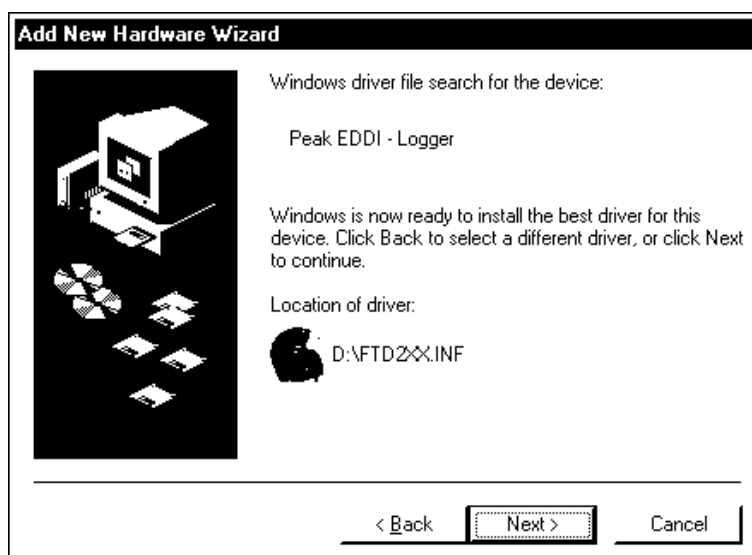 Add New Hardware Wizard
Windows driver file search for the device:
Peak EDDI - Logger
Windows is now ready to install the best driver for this
device. Click Back to select a different driver, or click Next
to continue.
Location of driver:
D:\FTD2XX.INF
< Back
Next >
Cancel